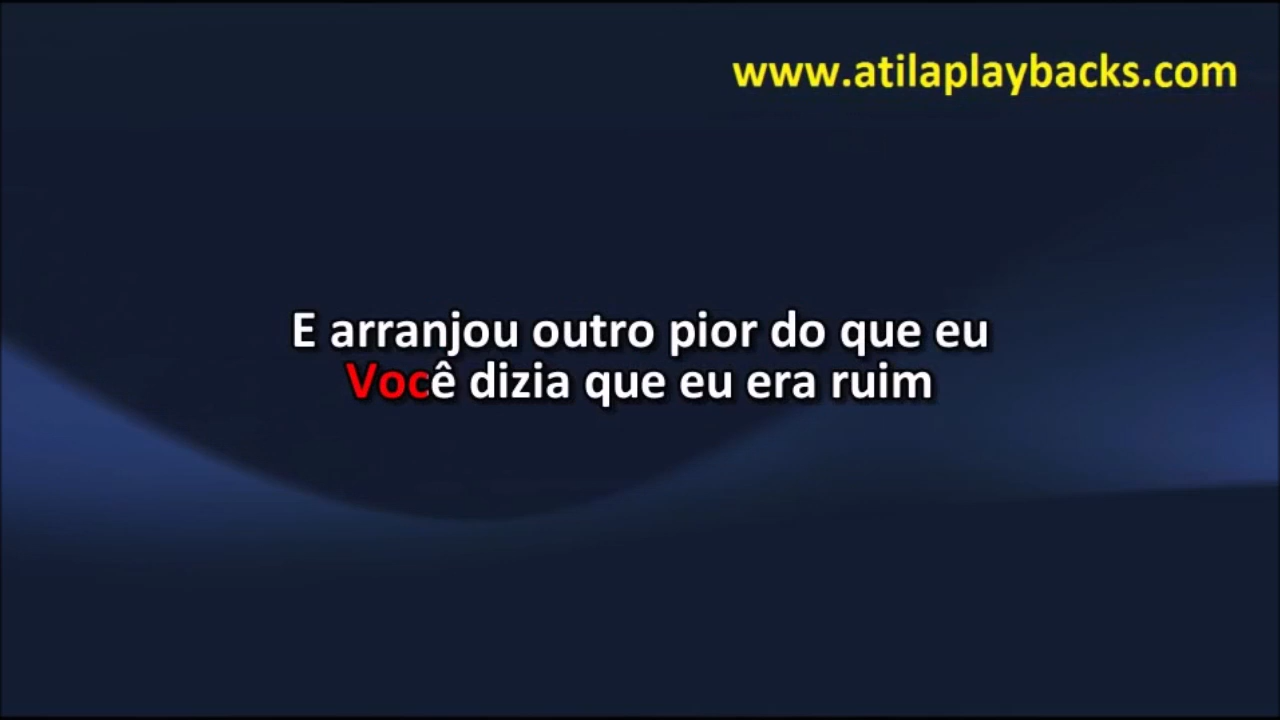 www.atilaplaybacks.com
E arranjou outro pior do que eu
Você dizia que eu era ruim